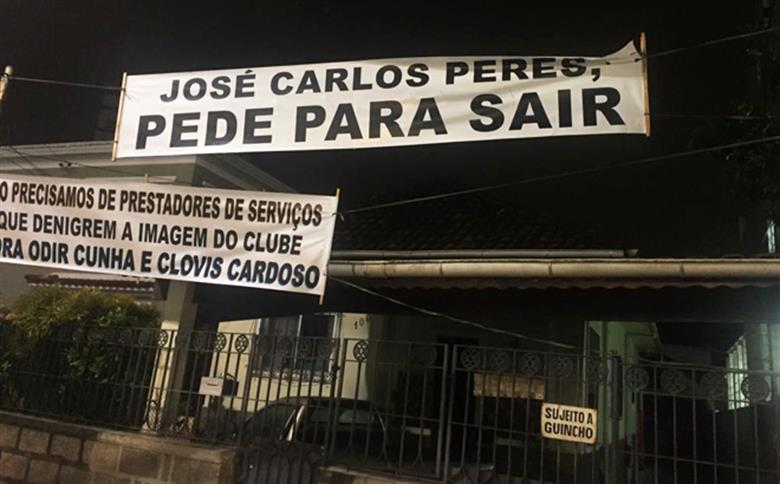 JOSÉ CARLOS PERES,
PEDE PARA SAIR
O PRECISAMOS DE PRESTADORES DE SERVIÇOS
QUE DENIGREM A IMAGEM DO CLUBE
ORA ODIR CUNHA E CLOVIS CARDOSO
SUJEITO A
GUINCHO